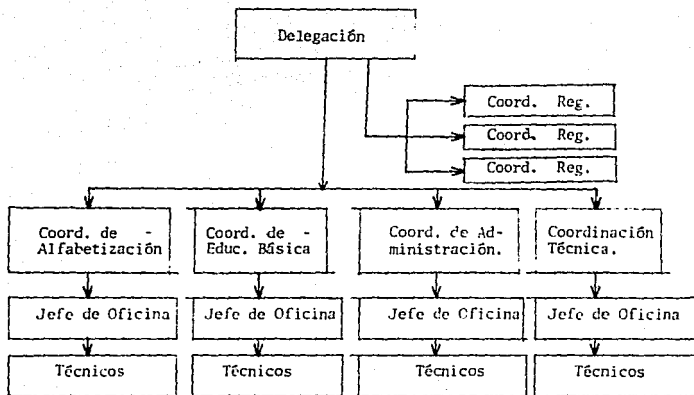 Delegación
Coord. Reg.
Coord. Reg.
Coord. Reg.
Coord. de -
Alfabetización
Coord. de -
Educ. Básica
Coord. de Ad-
ministración.
Coordinación
Técnica.
Jefe de Oficina
Jefe de Oficina
Jefe de Oficina
Jefe de Oficina
Técnicos
Técnicos
Técnicos
Técnicos